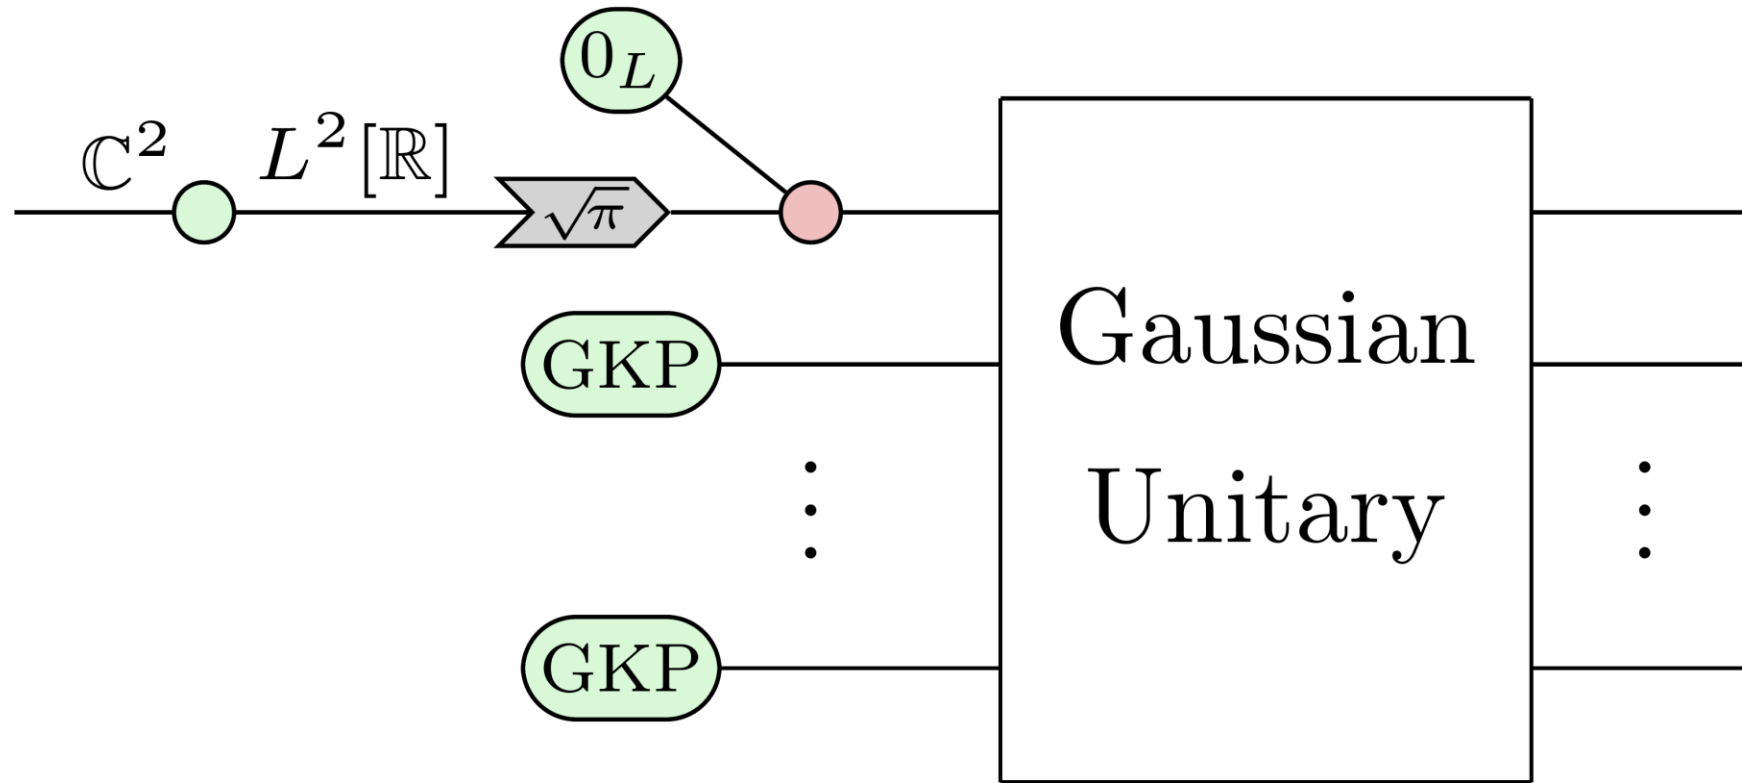 0_L
ℂ² L²[ℝ]
√π
GKP
Gaussian
Unitary
GKP